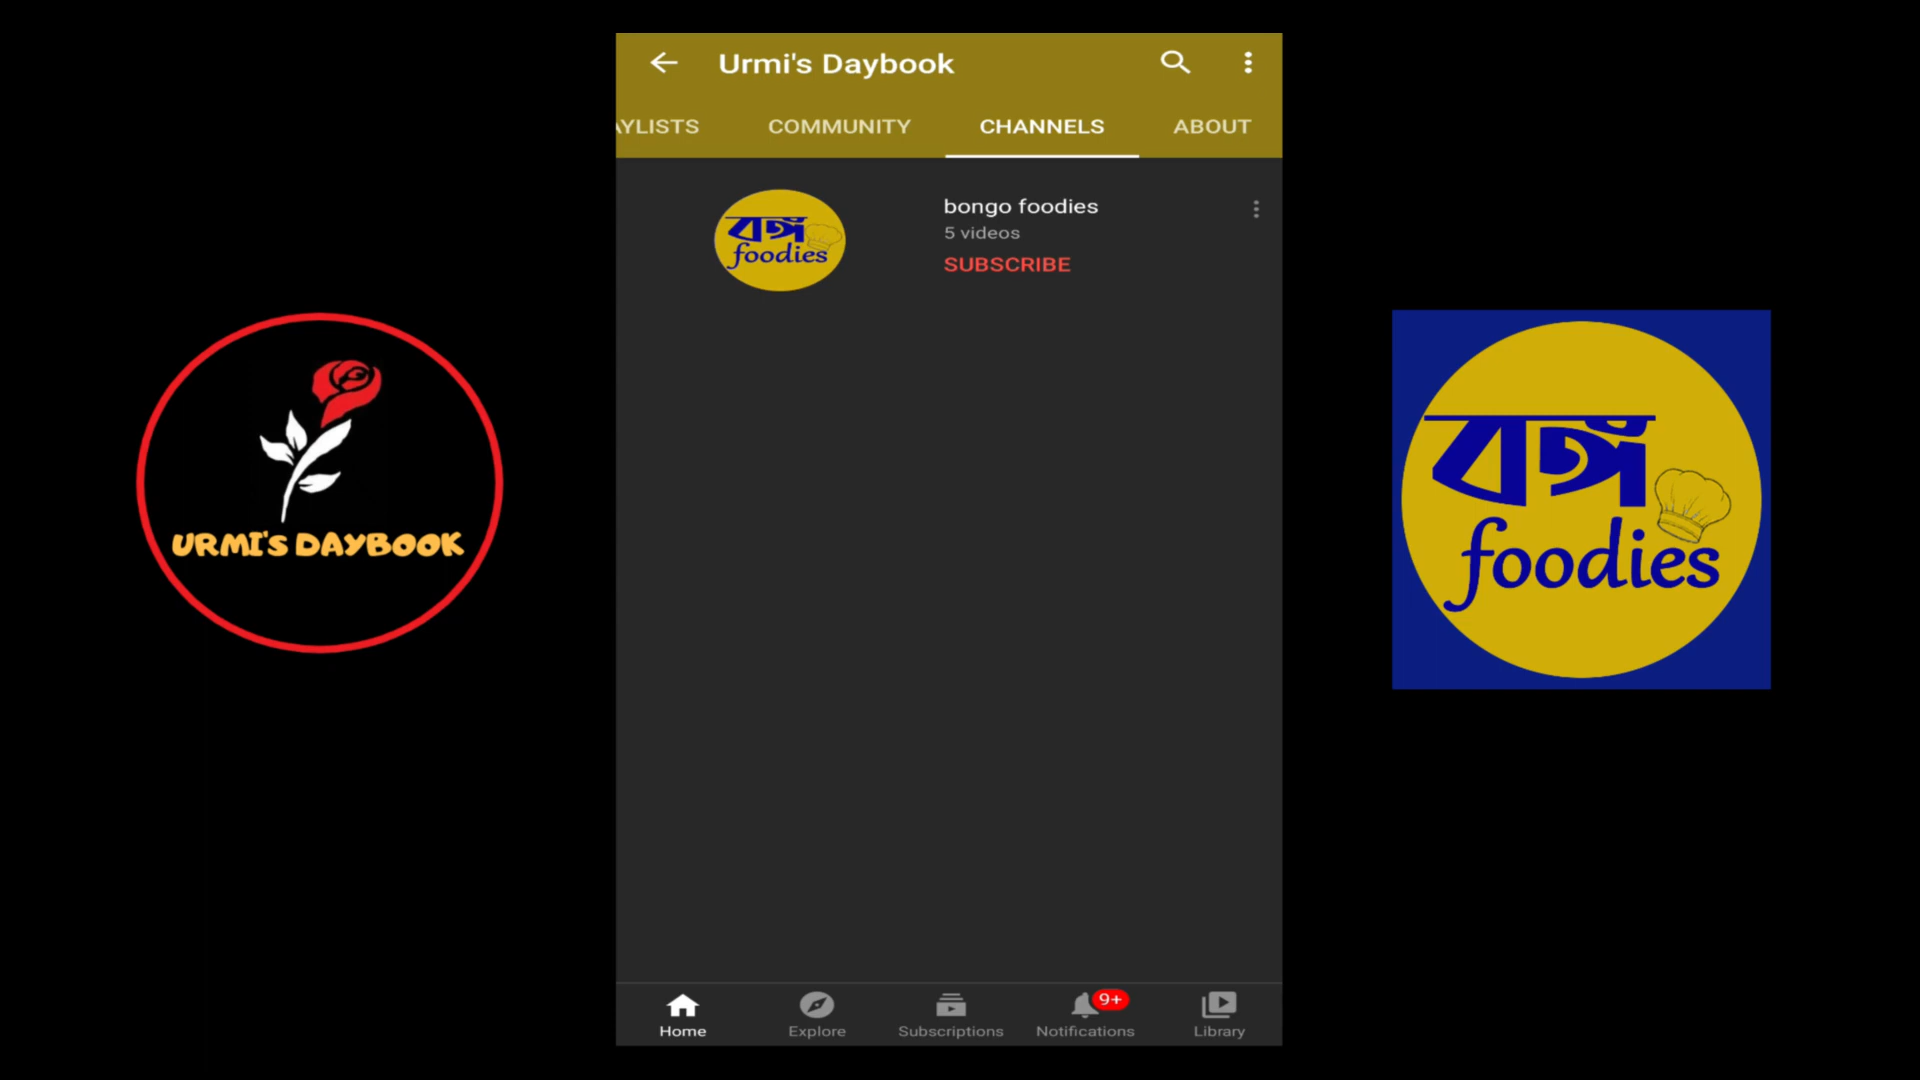 Urmi's Daybook
AYLISTS COMMUNITY CHANNELS ABOUT
বঙ্গ
foodies
bongo foodies
5 videos
SUBSCRIBE
URMI'S DAYBOOK
বঙ্গ
foodies
9+
Home Explore Subscriptions Notifications Library